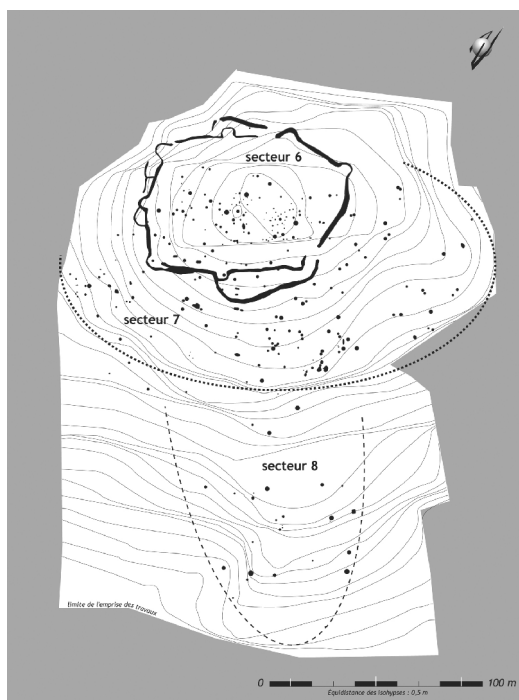 secteur 6
secteur 7
secteur 8
limite de l'emprise des travaux
0 100 m
Équidistance des isohypses : 0,5 m